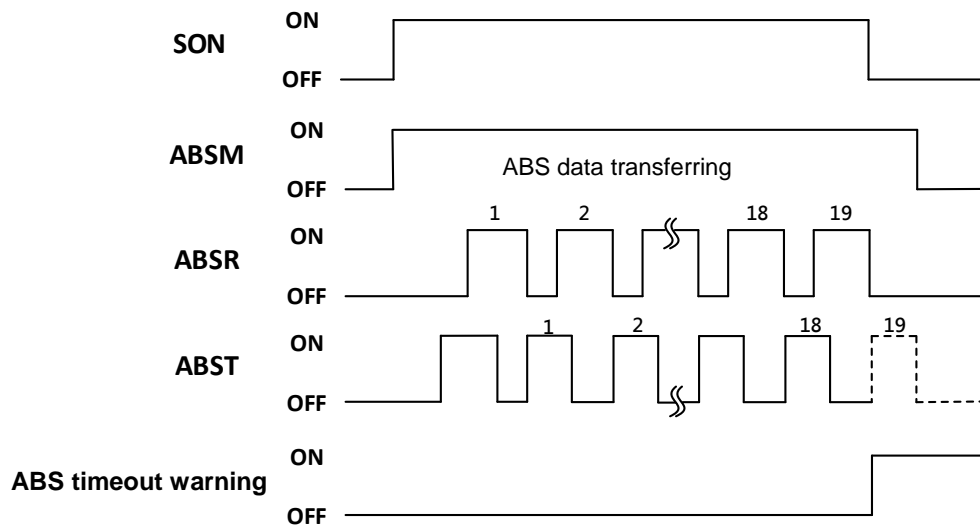 ON
SON
OFF
ON
ABSM
ABS data transferring
OFF
1 2 18 19
ON
ABSR
OFF
1 2 18 19
ON
ABST
OFF
ON
ABS timeout warning
OFF